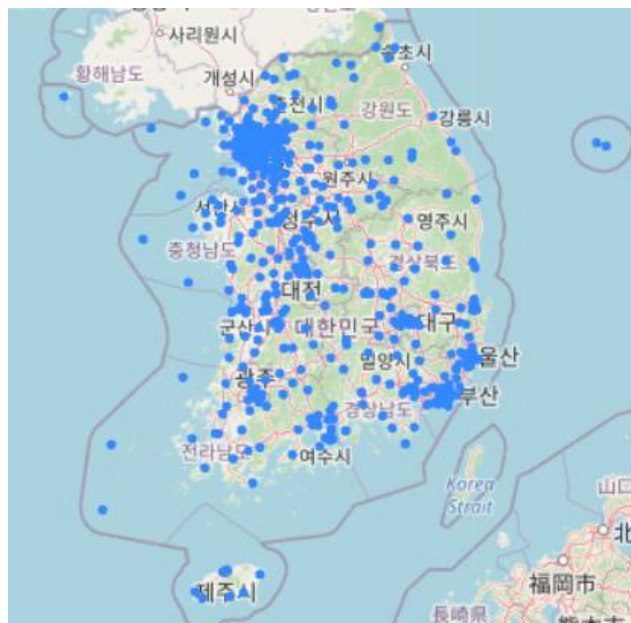 사리원시
황해남도
개성시
속초시
춘천시
강원도
강릉시
원주시
서산시
청주시
영주시
충청남도
경상북도
대전
군산시
대한민국
대구
밀양시
울산
광주
경상남도
부산
전라남도
여수시
Korea
Strait
山口
北
제주시
福岡市
長崎県